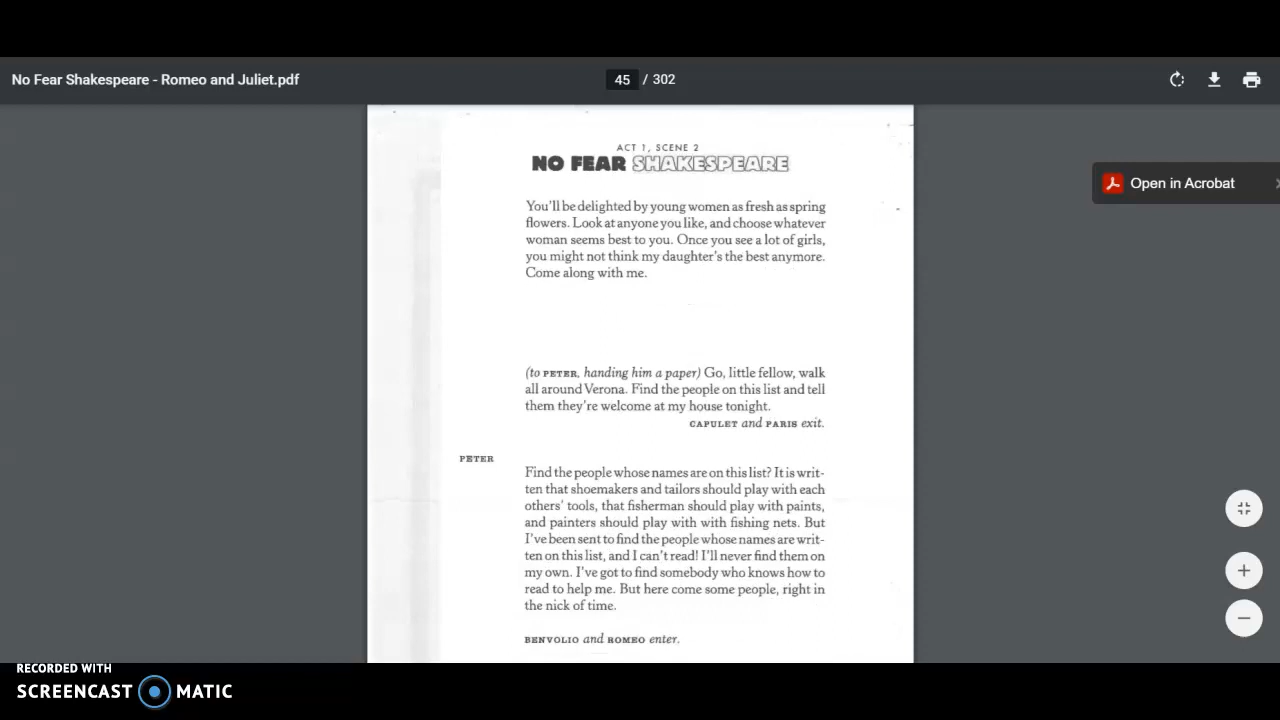 No Fear Shakespeare - Romeo and Juliet.pdf
45 / 302
Open in Acrobat
ACT 1, SCENE 2
NO FEAR SHAKESPEARE
You'll be delighted by young women as fresh as spring
flowers. Look at anyone you like, and choose whatever
woman seems best to you. Once you see a lot of girls,
you might not think my daughter's the best anymore.
Come along with me.
(to PETER, handing him a paper) Go, little fellow, walk
all around Verona. Find the people on this list and tell
them they're welcome at my house tonight.
CAPULET and PARIS exit.
PETER
Find the people whose names are on this list? It is writ-
ten that shoemakers and tailors should play with each
others' tools, that fisherman should play with paints,
and painters should play with with fishing nets. But
I've been sent to find the people whose names are writ-
ten on this list, and I can't read! I'll never find them on
my own. I've got to find somebody who knows how to
read to help me. But here come some people, right in
the nick of time.
BENVOLIO and ROMEO enter.
RECORDED WITH
SCREENCAST MATIC